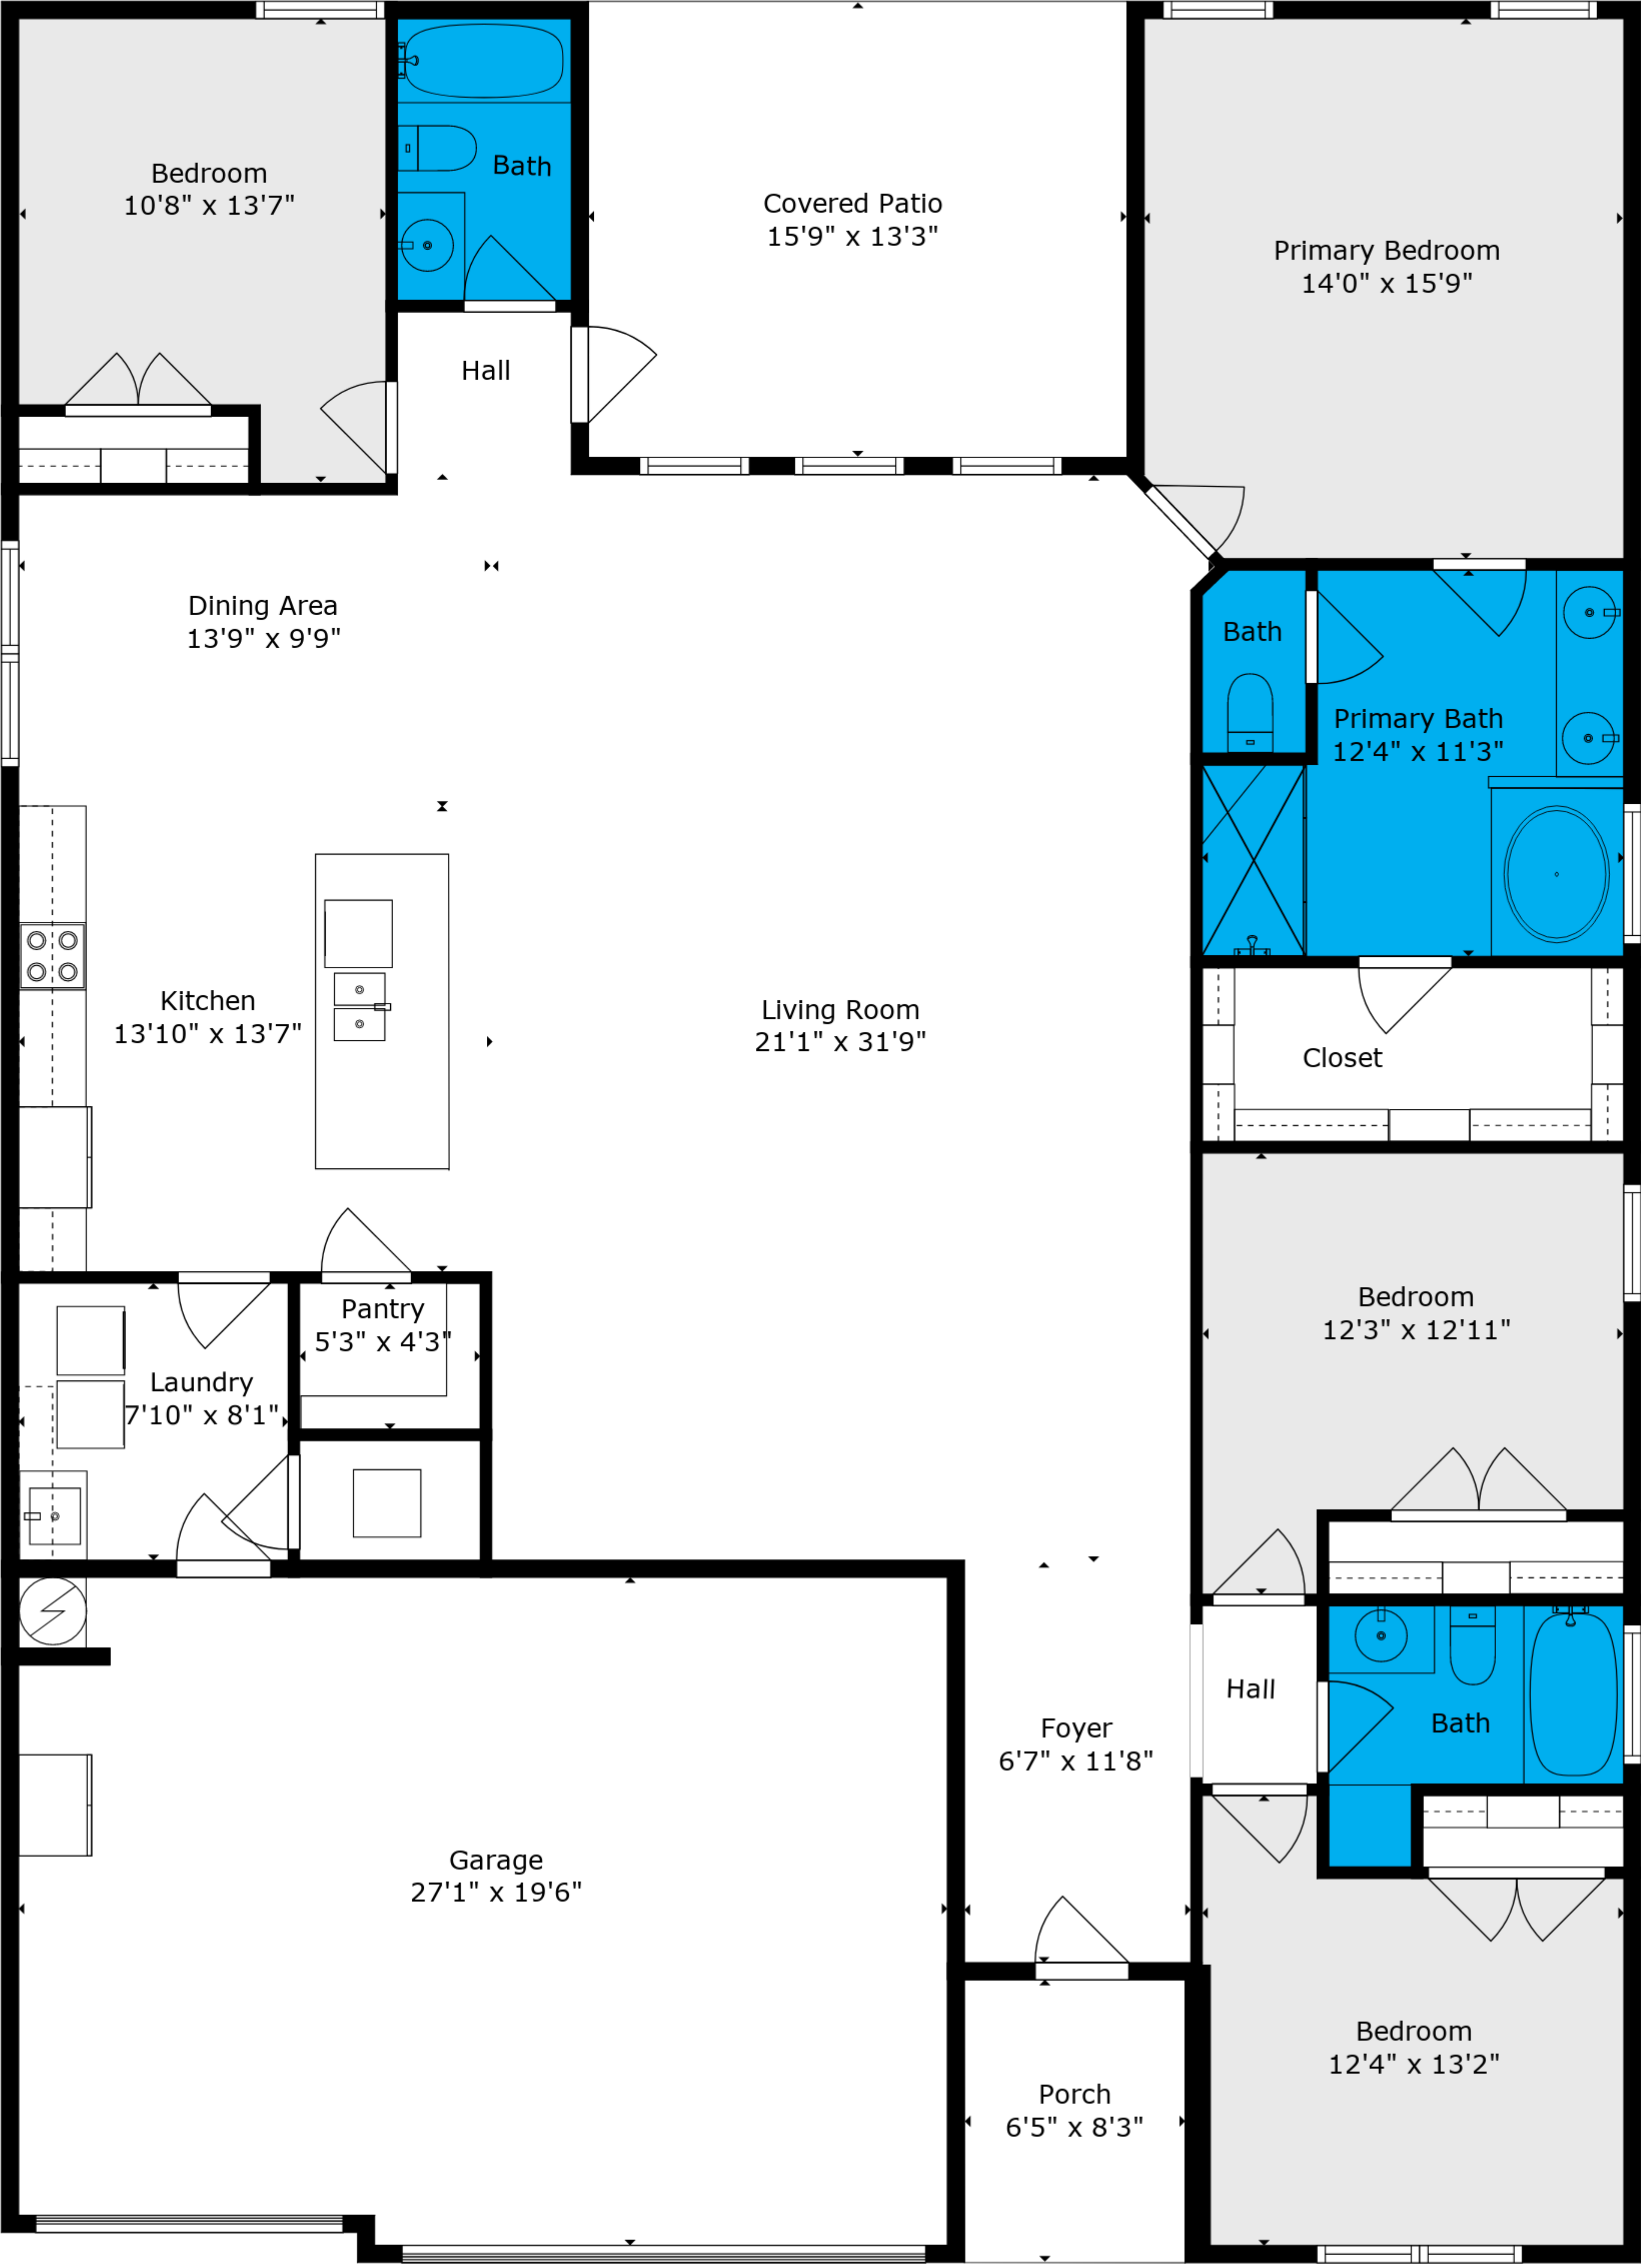 Bedroom
10'8" x 13'7"
Bath
Covered Patio
15'9" x 13'3"
Primary Bedroom
14'0" x 15'9"
Hall
Dining Area
13'9" x 9'9"
Bath
Primary Bath
12'4" x 11'3"
Kitchen
13'10" x 13'7"
Living Room
21'1" x 31'9"
Closet
Bedroom
12'3" x 12'11"
Pantry
5'3" x 4'3"
Laundry
7'10" x 8'1"
Hall
Bath
Foyer
6'7" x 11'8"
Garage
27'1" x 19'6"
Bedroom
12'4" x 13'2"
Porch
6'5" x 8'3"